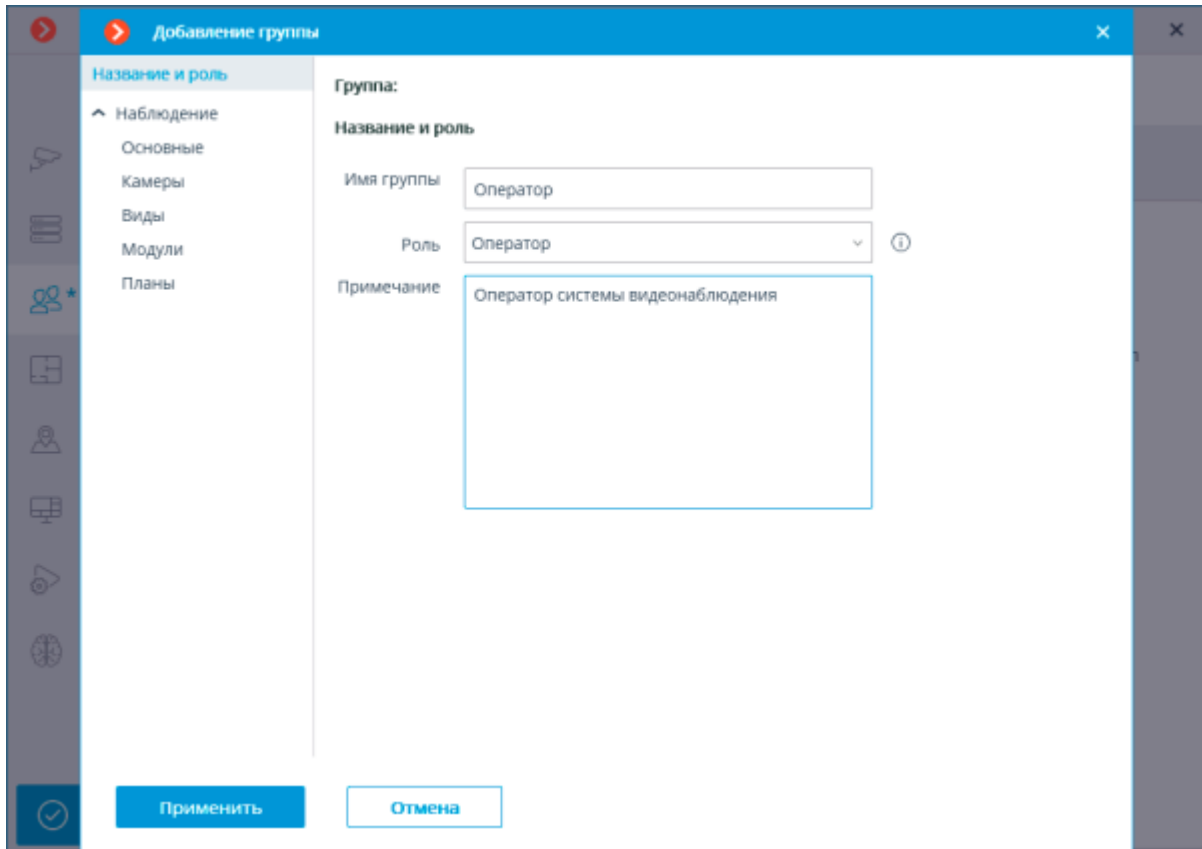 Добавление группы
Название и роль
Наблюдение
Основные
Камеры
Виды
Модули
Планы
Группа:
Название и роль
Имя группы
Оператор
Роль
Оператор
Примечание
Оператор системы видеонаблюдения
Применить
Отмена